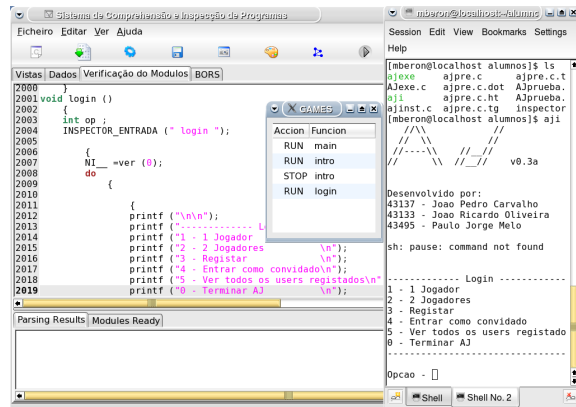 Sistema de Comprehensão e Inspecção de Programas
Ficheiro Editar Ver Ajuda
Vistas Dados Verificação do Modulos BORS
2000 }
2001 void login ()
2002 {
2003 int op ;
2004 INSPECTOR_ENTRADA (" login ");
2005
2006 {
2007 NI__ =ver (0);
2008 do
2009 {
2010
2011 {
2012 printf ("\n\n");
2013 printf ("------------- L
2014 printf ("1 - 1 Jogador
2015 printf ("2 - 2 Jogadores \n");
2016 printf ("3 - Registar \n");
2017 printf ("4 - Entrar como convidado\n");
2018 printf ("5 - Ver todos os users registados\n"
2019 printf ("0 - Terminar AJ \n");
Parsing Results Modules Ready
CAMES
Accion Funcion
RUN main
RUN intro
STOP intro
RUN login
mberon@localhost:~/alumno
Session Edit View Bookmarks Settings
Help
[mberon@localhost alumnos]$ ls
ajexe ajpre.c ajpre.c.t
AJexe.c ajpre.c.dot AJprueba.
aji ajpre.c.ht AJprueba.
ajinst.c ajpre.c.tg inspector
[mberon@localhost alumnos]$ aji
//\\ //
// \\ //
//----\\ //__//
// \\ //__// v0.3a
Desenvolvido por:
43137 - Joao Pedro Carvalho
43133 - Joao Ricardo Oliveira
43495 - Paulo Jorge Melo
sh: pause: command not found
------------- Login -------------
1 - 1 Jogador
2 - 2 Jogadores
3 - Registar
4 - Entrar como convidado
5 - Ver todos os users registado
0 - Terminar AJ
-------------------------------
Opcao -
Shell Shell No. 2